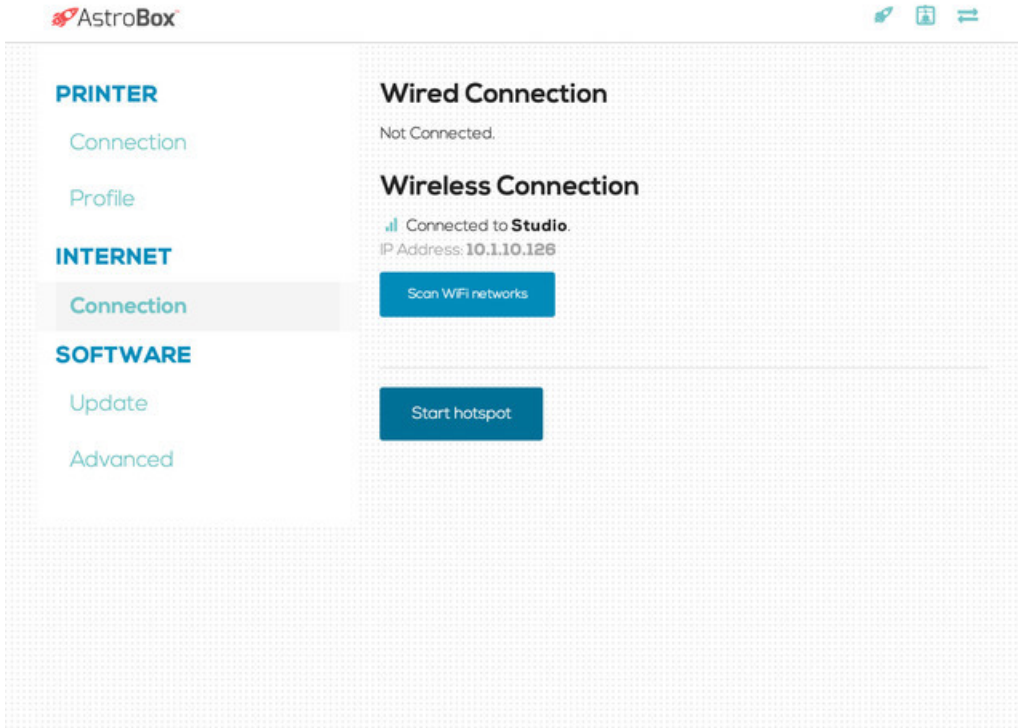 AstroBox™
PRINTER
Connection
Profile
INTERNET
Connection
SOFTWARE
Update
Advanced
Wired Connection
Not Connected.
Wireless Connection
Connected to Studio.
IP Address: 10.1.10.126
Scan WiFi networks
Start hotspot